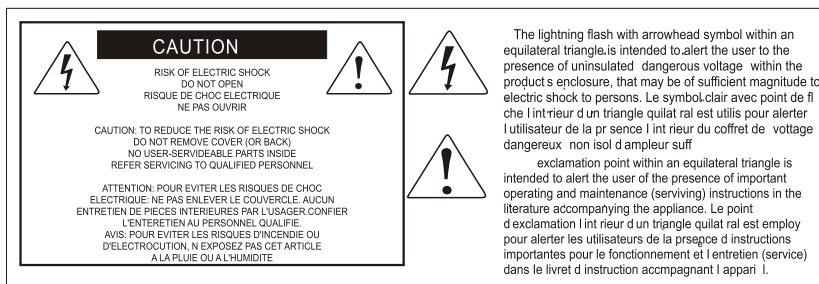 CAUTION
RISK OF ELECTRIC SHOCK
DO NOT OPEN
RISQUE DE CHOC ELECTRIQUE
NE PAS OUVRIR
CAUTION: TO REDUCE THE RISK OF ELECTRIC SHOCK
DO NOT REMOVE COVER (OR BACK)
NO USER-SERVIDEABLE PARTS INSIDE
REFER SERVICING TO QUALIFIED PERSONNEL
ATTENTION: POUR EVITER LES RISQUES DE CHOC
ELECTRIQUE: NE PAS ENLEVER LE COUVERCLE. AUCUN
ENTRETIEN DE PIECES INTERIEURES PAR L'USAGER.CONFIER
L'ENTERETIEN AU PERSONNEL QUALIFIE.
AVIS: POUR EVITER LES RISQUES D'INCENDIE OU
D'ELECTROCUTION, N EXPOSEZ PAS CET ARTICLE
A LA PLUIE OU A L'HUMIDITE
The lightning flash with arrowhead symbol within an
equilateral triangle.is intended to.alert the user to the
presence of uninsulated dangerous voltage within the
product s enclosure, that may be of sufficient magnitude to
electric shock to persons. Le symbol.clair avec point de fl
che l int rieur d un triangle quilat ral est utilis pour alerter
l utilisateur de la pr sence l int rieur du coffret de vottage
dangereux non isol d ampleur suff
exclamation point within an equilateral triangle is
intended to alert the user of the presence of important
operating and maintenance (serviving) instructions in the
literature accompanying the appliance. Le point
d exclamation l int rieur d un triangle quilat ral est employ
pour alerter les utilisateurs de la prsence d instructions
importantes pour le fonctionnement et l entretien (service)
dans le livret d instruction accmpagnant l appari l.